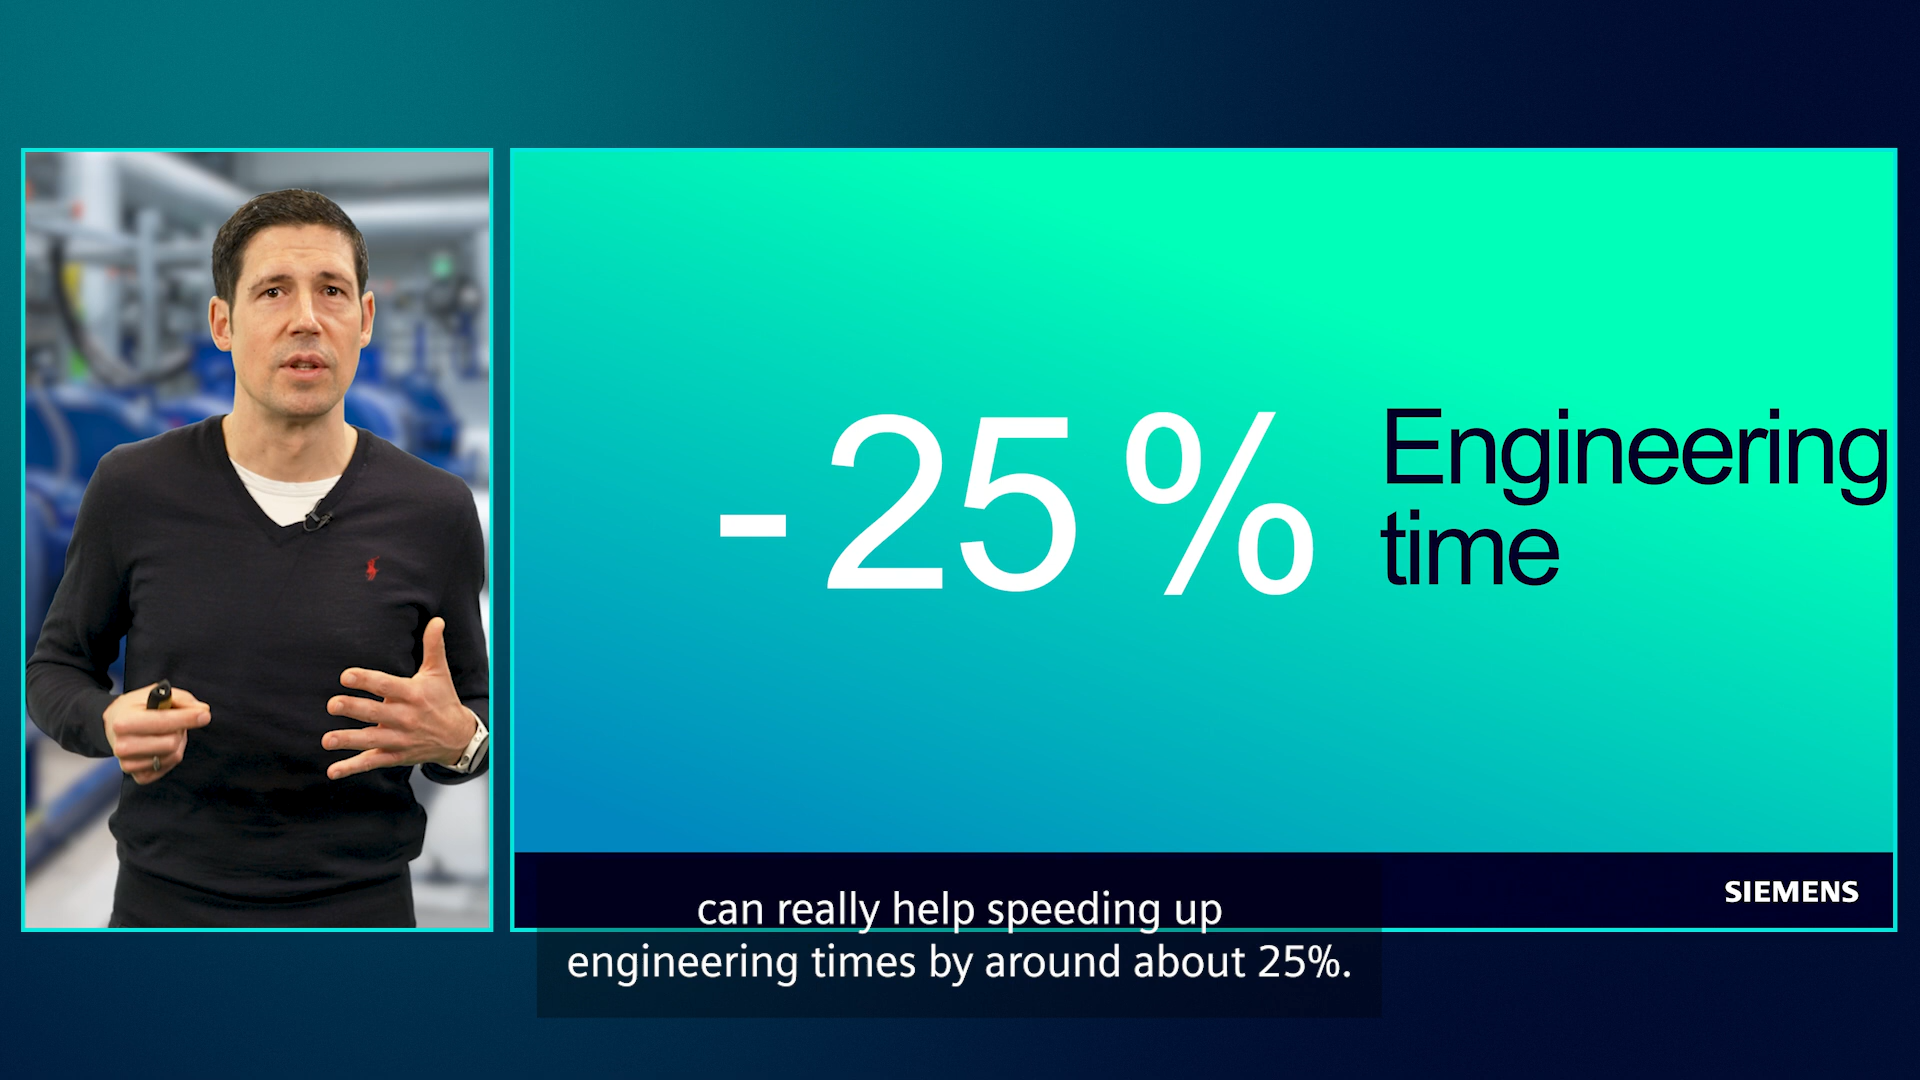 -25 %
Engineering
time
SIEMENS
can really help speeding up
engineering times by around about 25%.